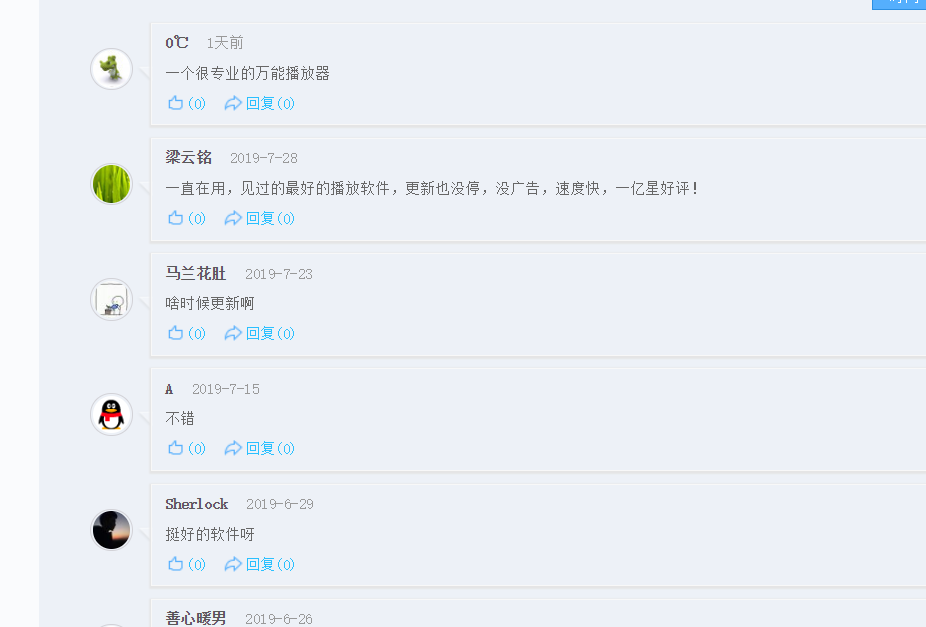 0℃ 1天前
一个很专业的万能播放器
(0) 回复(0)
梁云铭 2019-7-28
一直在用，见过的最好的播放软件，更新也没停，没广告，速度快，一亿星好评！
(0) 回复(0)
马兰花肚 2019-7-23
啥时候更新啊
(0) 回复(0)
A 2019-7-15
不错
(0) 回复(0)
Sherlock 2019-6-29
挺好的软件呀
(0) 回复(0)
善心暖男 2019-6-26